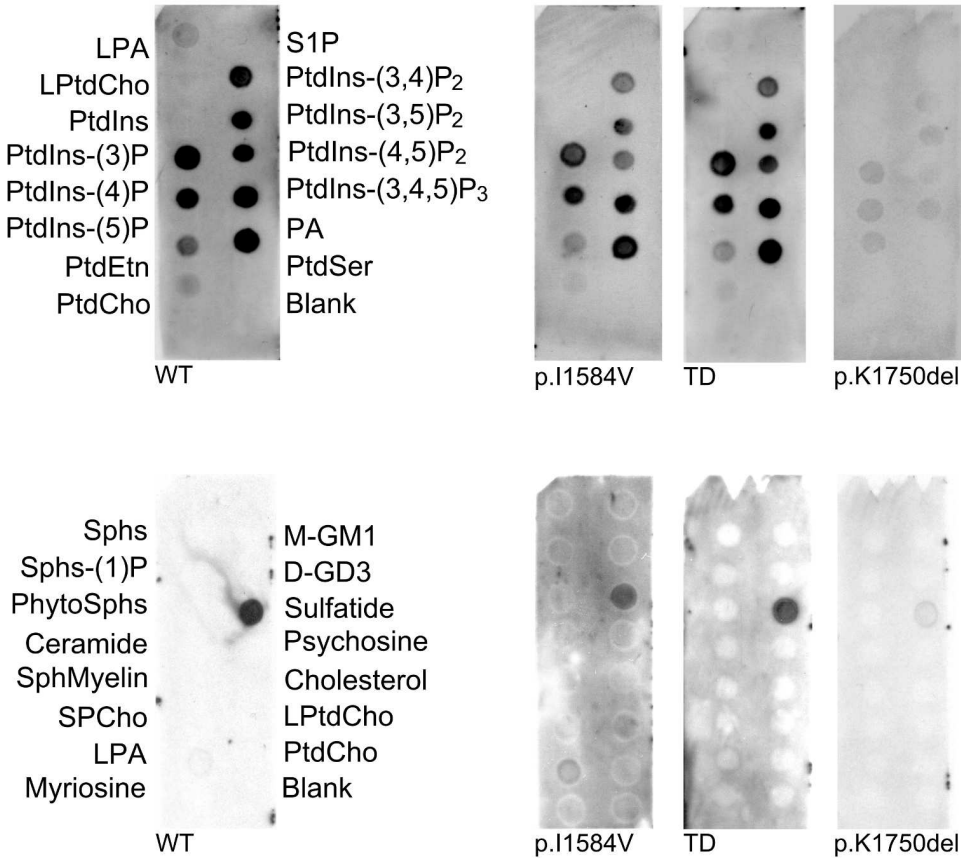 LPA
LPtdCho
PtdIns
PtdIns-(3)P
PtdIns-(4)P
PtdIns-(5)P
PtdEtn
PtdCho
S1P
PtdIns-(3,4)P₂
PtdIns-(3,5)P₂
PtdIns-(4,5)P₂
PtdIns-(3,4,5)P₃
PA
PtdSer
Blank
WT
p.I1584V
TD
p.K1750del
Sphs
Sphs-(1)P
PhytoSphs
Ceramide
SphMyelin
SPCho
LPA
Myriosine
M-GM1
D-GD3
Sulfatide
Psychosine
Cholesterol
LPtdCho
PtdCho
Blank
WT
p.I1584V
TD
p.K1750del